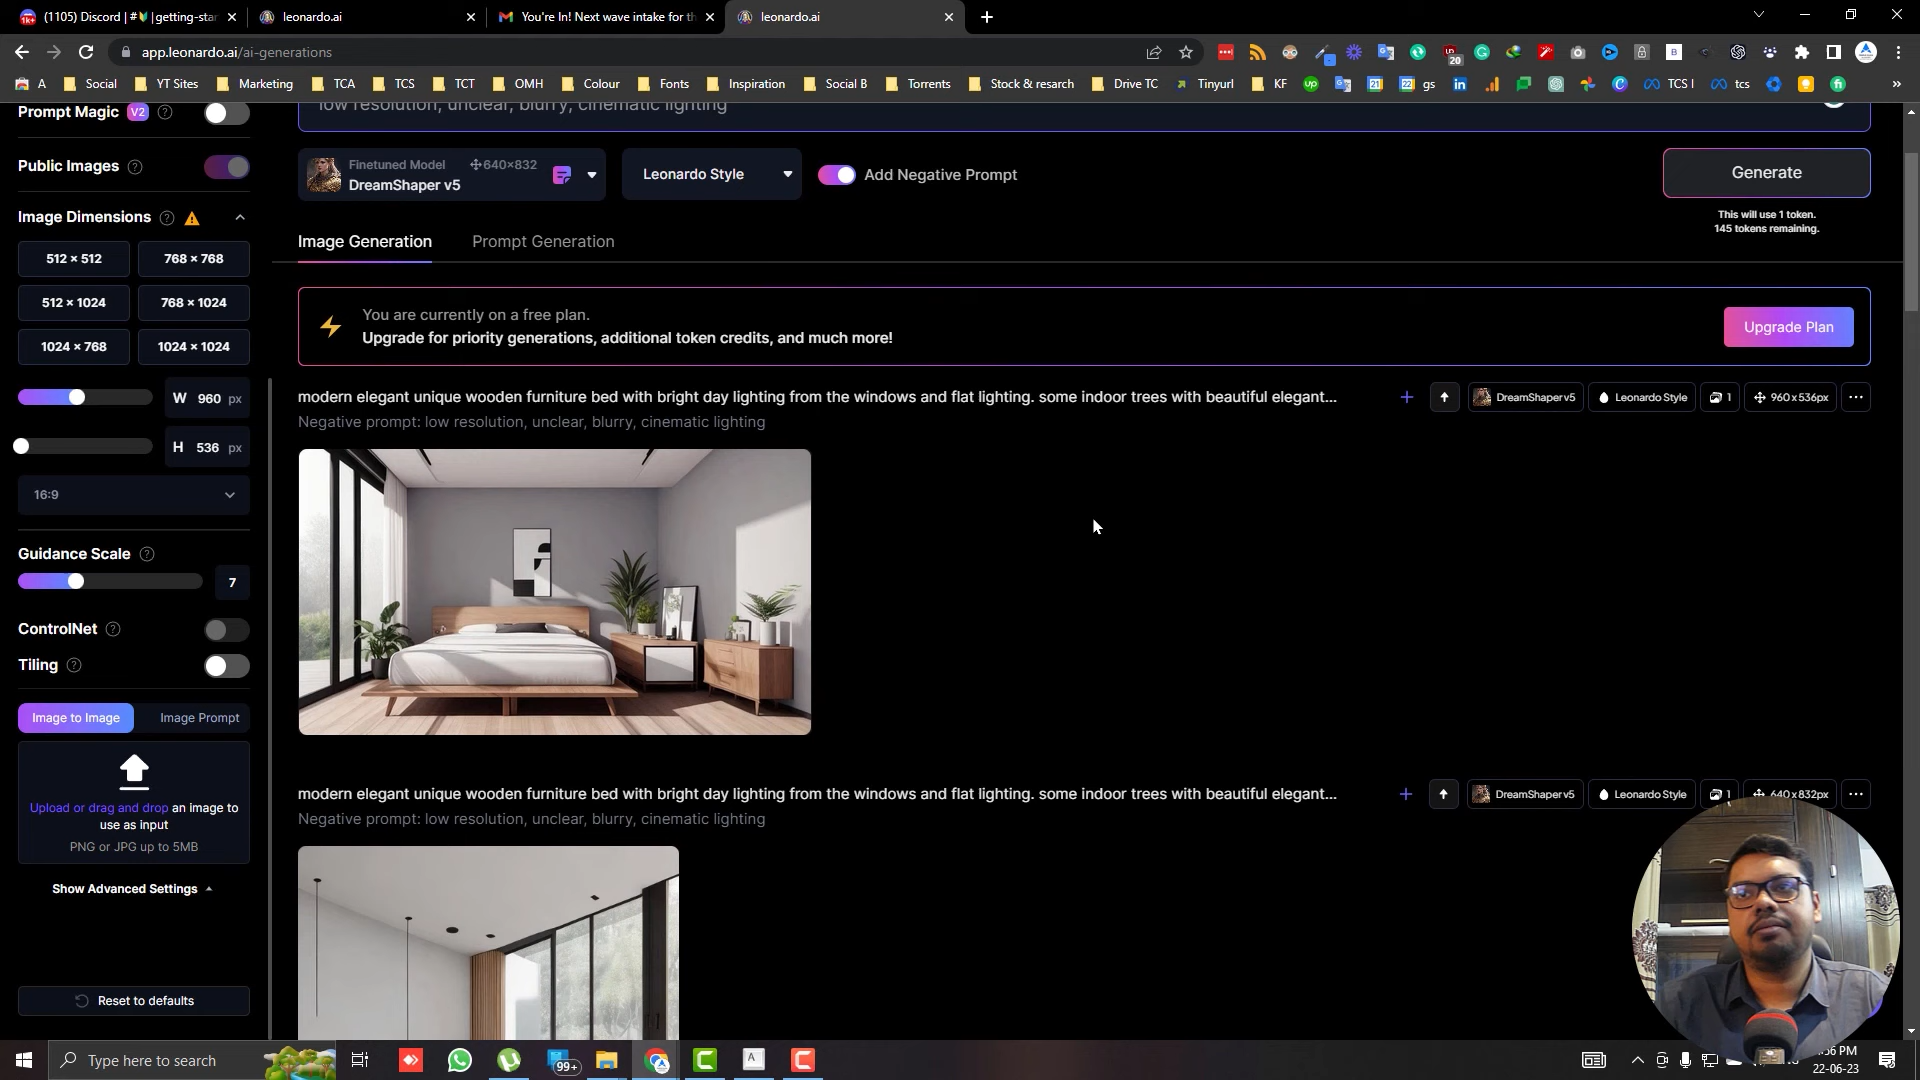 (1105) Discord | #🔰 | getting-star
leonardo.ai
You're In! Next wave intake for th
leonardo.ai
app.leonardo.ai/ai-generations
A
Social
YT Sites
Marketing
TCA
TCS
TCT
OMH
Colour
Fonts
Inspiration
Social B
Torrents
Stock & resarch
Drive TC
Tinyurl
KF
gs
TCS I
tcs
Prompt Magic V2
low resolution, unclear, blurry, cinematic lighting
Public Images
Finetuned Model 640×832
DreamShaper v5
Leonardo Style
Add Negative Prompt
Generate
This will use 1 token.
145 tokens remaining.
Image Dimensions
512 × 512
768 × 768
512 × 1024
768 × 1024
1024 × 768
1024 × 1024
W 960 px
H 536 px
16:9
Guidance Scale
7
ControlNet
Tiling
Image to Image
Image Prompt
Upload or drag and drop an image to
use as input
PNG or JPG up to 5MB
Show Advanced Settings
Reset to defaults
Image Generation
Prompt Generation
You are currently on a free plan.
Upgrade for priority generations, additional token credits, and much more!
Upgrade Plan
modern elegant unique wooden furniture bed with bright day lighting from the windows and flat lighting. some indoor trees with beautiful elegant...
DreamShaper v5
Leonardo Style
1
960 x 536px
Negative prompt: low resolution, unclear, blurry, cinematic lighting
modern elegant unique wooden furniture bed with bright day lighting from the windows and flat lighting. some indoor trees with beautiful elegant...
DreamShaper v5
Leonardo Style
1
640 x 832px
Negative prompt: low resolution, unclear, blurry, cinematic lighting
Type here to search
99+
:56 PM
22-06-23